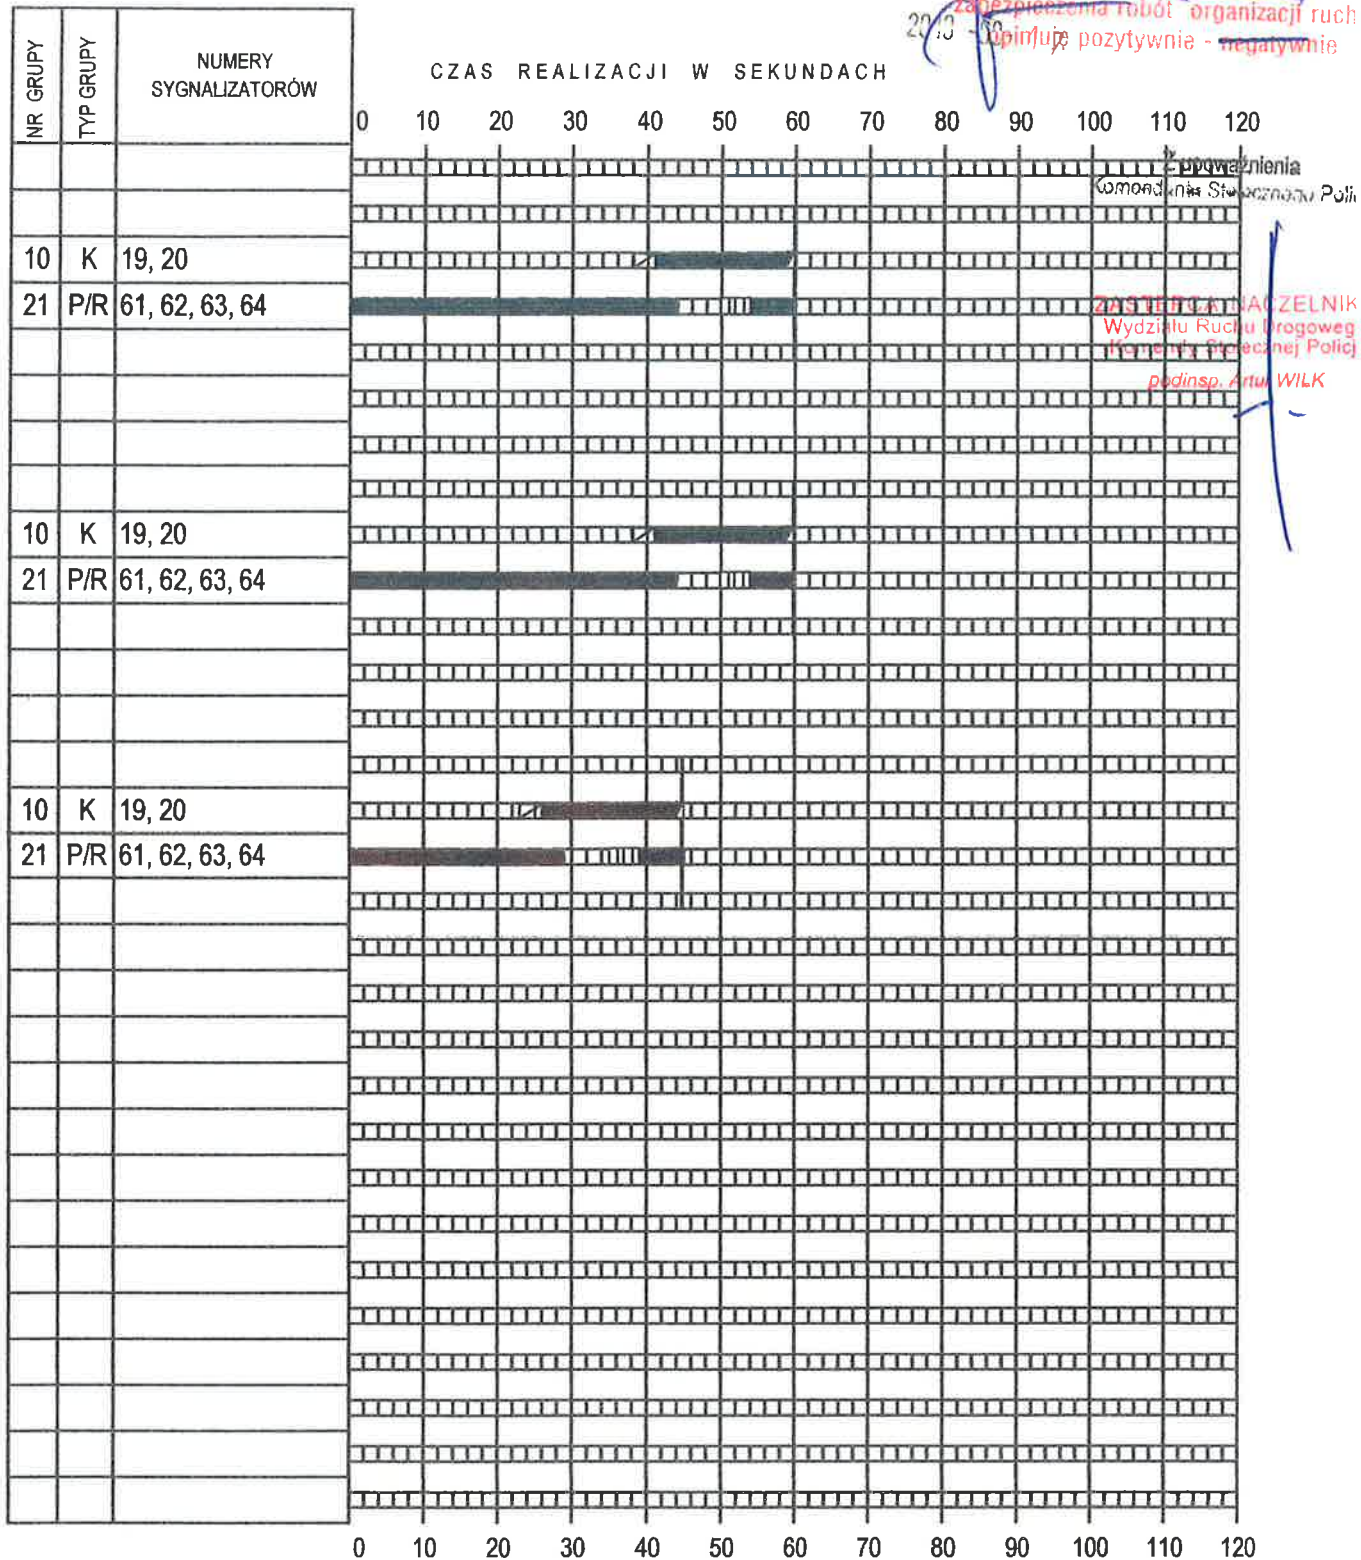 zabezpieczenia robót organizacji ruch
opiniuję pozytywnie - negatywnie
NR GRUPY
TYP GRUPY
NUMERY
SYGNALIZATORÓW
CZAS REALIZACJI W SEKUNDACH
0 10 20 30 40 50 60 70 80 90 100 110 120
Z upoważnienia
Komendanta Stołecznego Polic
10 K 19, 20
21 P/R 61, 62, 63, 64
ZASTĘPCA NACZELNIK
Wydziału Ruchu Drogoweg
Komendy Stołecznej Policj
podinsp. Artur WILK
10 K 19, 20
21 P/R 61, 62, 63, 64
10 K 19, 20
21 P/R 61, 62, 63, 64
0 10 20 30 40 50 60 70 80 90 100 110 120